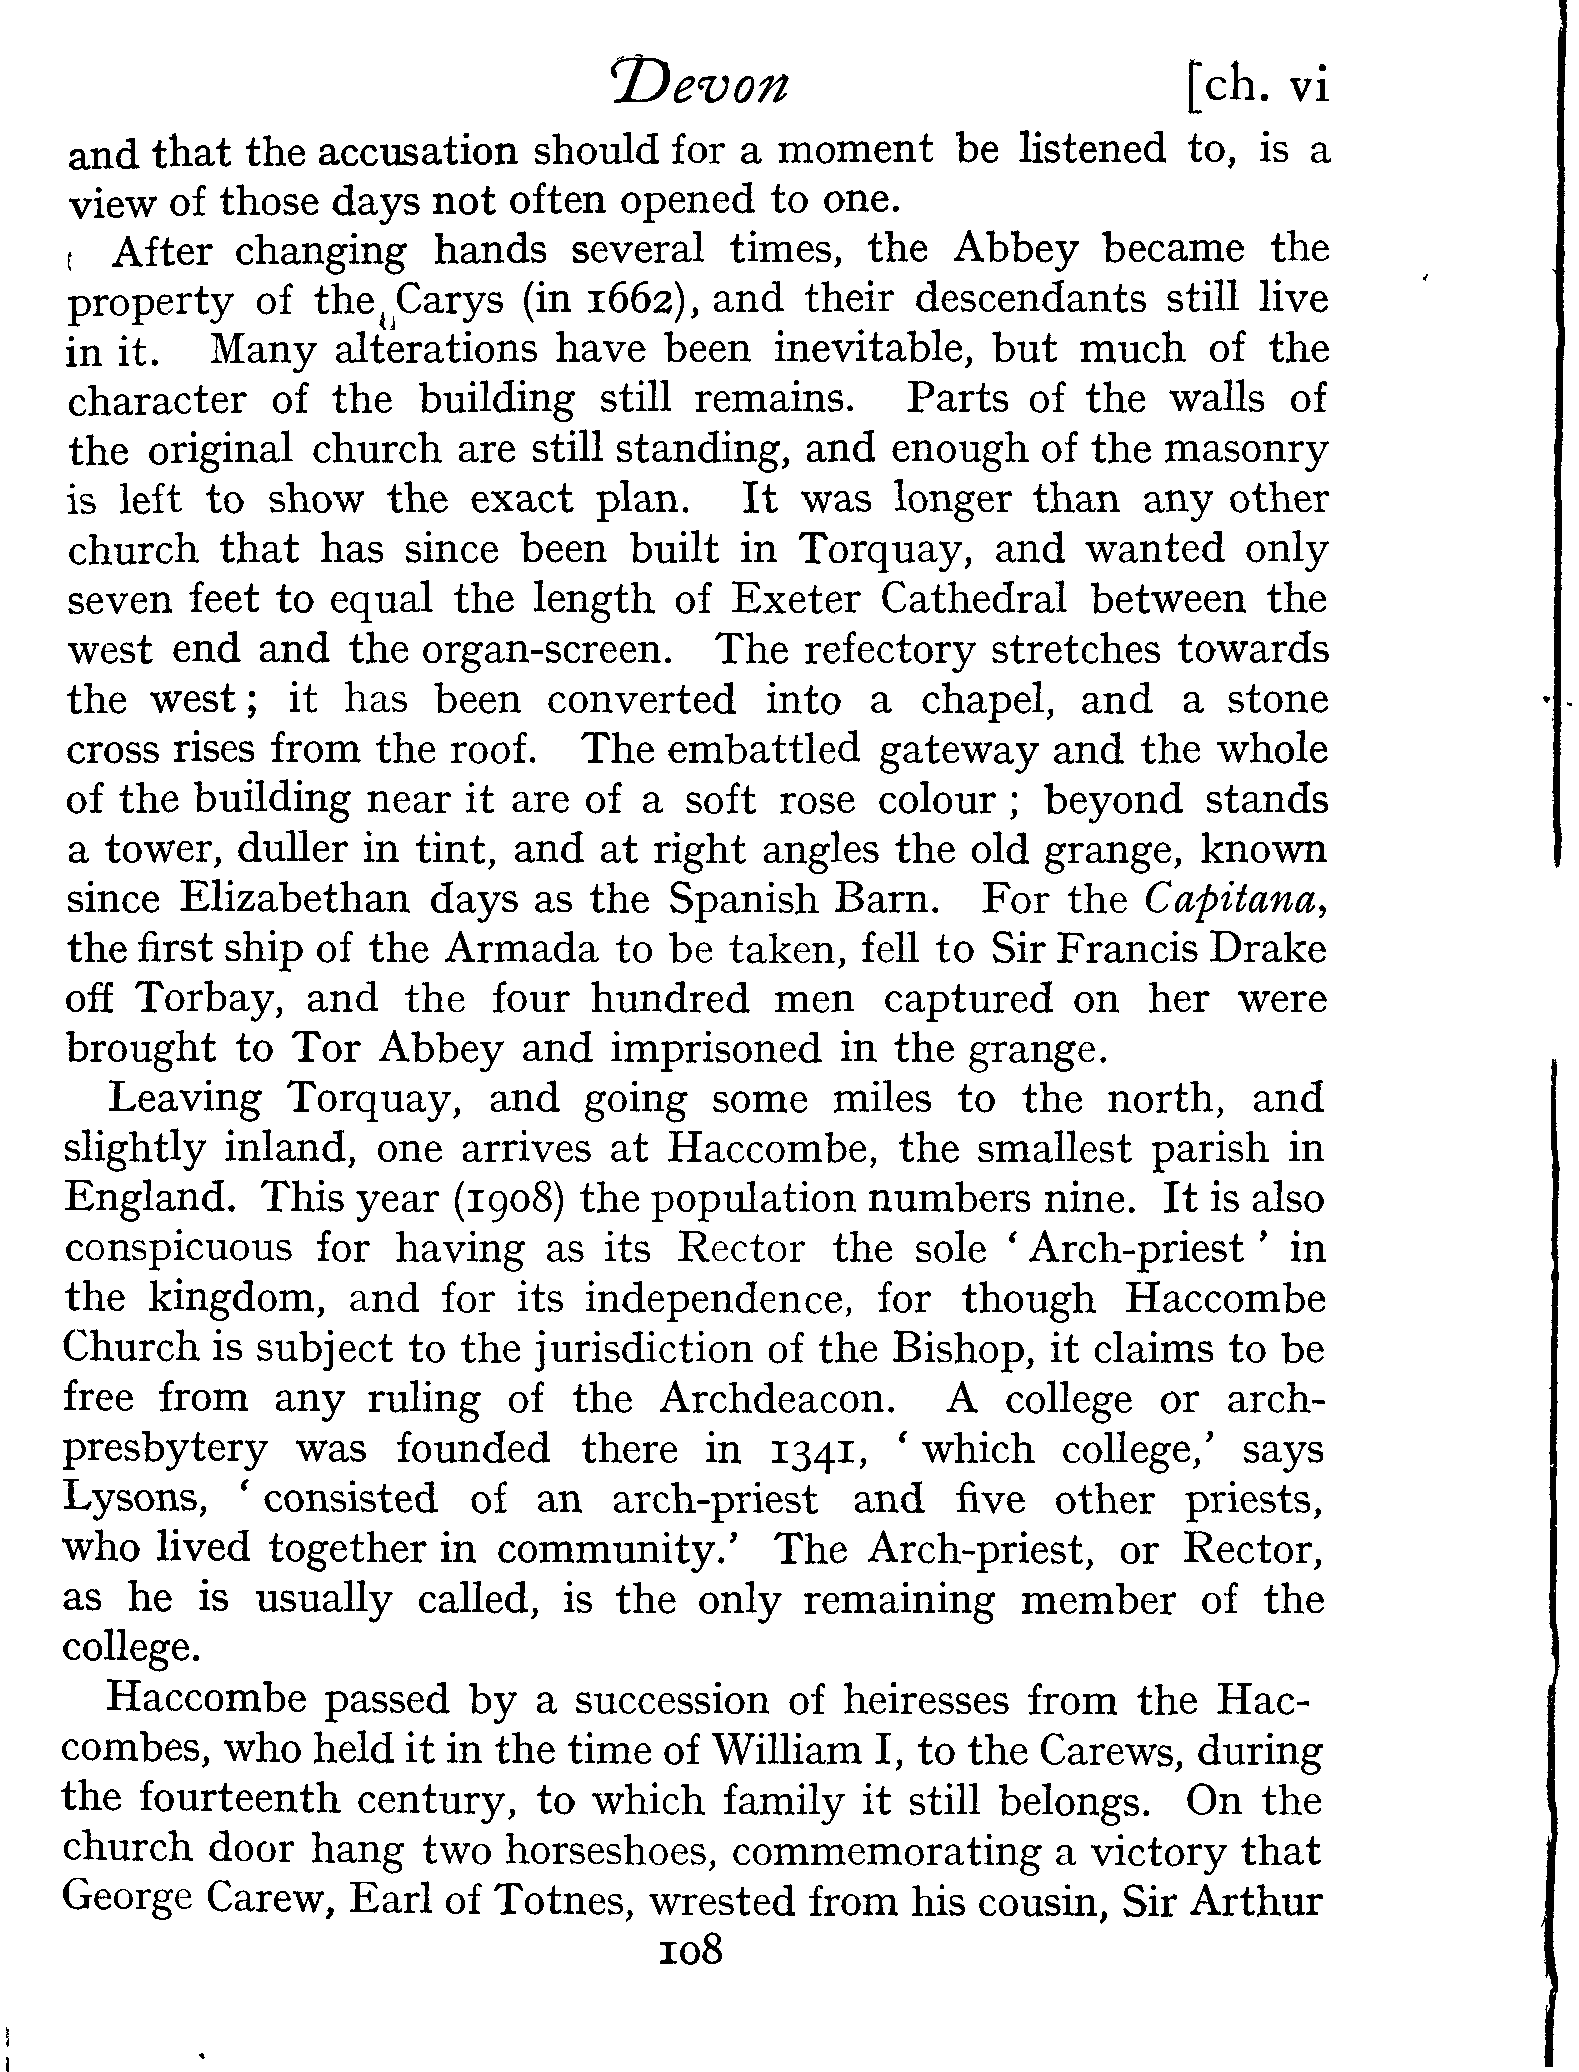 Devon [ch. vi
and that the accusation should for a moment be listened to, is a
view of those days not often opened to one.
After changing hands several times, the Abbey became the
property of the Carys (in 1662), and their descendants still live
in it. Many alterations have been inevitable, but much of the
character of the building still remains. Parts of the walls of
the original church are still standing, and enough of the masonry
is left to show the exact plan. It was longer than any other
church that has since been built in Torquay, and wanted only
seven feet to equal the length of Exeter Cathedral between the
west end and the organ-screen. The refectory stretches towards
the west; it has been converted into a chapel, and a stone
cross rises from the roof. The embattled gateway and the whole
of the building near it are of a soft rose colour; beyond stands
a tower, duller in tint, and at right angles the old grange, known
since Elizabethan days as the Spanish Barn. For the Capitana,
the first ship of the Armada to be taken, fell to Sir Francis Drake
off Torbay, and the four hundred men captured on her were
brought to Tor Abbey and imprisoned in the grange.
Leaving Torquay, and going some miles to the north, and
slightly inland, one arrives at Haccombe, the smallest parish in
England. This year (1908) the population numbers nine. It is also
conspicuous for having as its Rector the sole ‘Arch-priest’ in
the kingdom, and for its independence, for though Haccombe
Church is subject to the jurisdiction of the Bishop, it claims to be
free from any ruling of the Archdeacon. A college or arch-
presbytery was founded there in 1341, ‘which college,’ says
Lysons, ‘consisted of an arch-priest and five other priests,
who lived together in community.’ The Arch-priest, or Rector,
as he is usually called, is the only remaining member of the
college.
Haccombe passed by a succession of heiresses from the Hac-
combes, who held it in the time of William I, to the Carews, during
the fourteenth century, to which family it still belongs. On the
church door hang two horseshoes, commemorating a victory that
George Carew, Earl of Totnes, wrested from his cousin, Sir Arthur
108